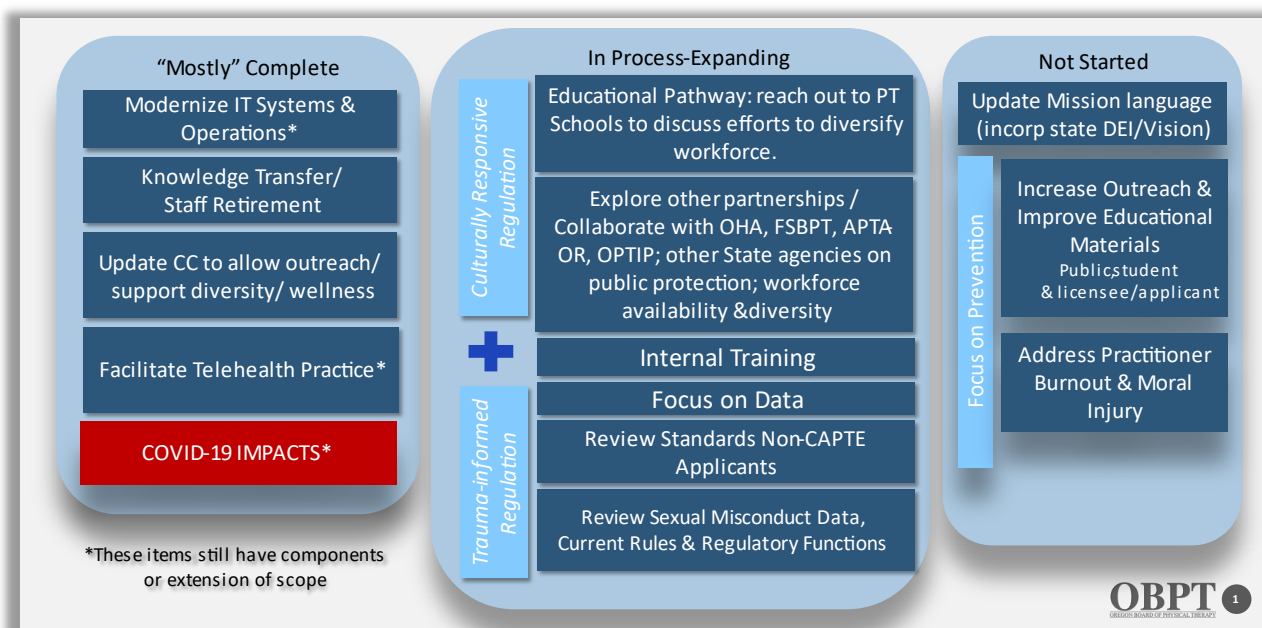 “Mostly” Complete
Modernize IT Systems &
Operations*
Knowledge Transfer/
Staff Retirement
Update CC to allow outreach/
support diversity/ wellness
Facilitate Telehealth Practice*
COVID-19 IMPACTS*
*These items still have components
or extension of scope
In Process-Expanding
Culturally Responsive
Regulation
Trauma-informed
Regulation
Educational Pathway: reach out to PT
Schools to discuss efforts to diversify
workforce.
Explore other partnerships /
Collaborate with OHA, FSBPT, APTA-
OR, OPTIP; other State agencies on
public protection; workforce
availability &diversity
Internal Training
Focus on Data
Review Standards Non-CAPTE
Applicants
Review Sexual Misconduct Data,
Current Rules & Regulatory Functions
Not Started
Update Mission language
(incorp state DEI/Vision)
Focus on Prevention
Increase Outreach &
Improve Educational
Materials
Public,student
& licensee/applicant
Address Practitioner
Burnout & Moral
Injury
OBPT
OREGON BOARD OF PHYSICAL THERAPY
1